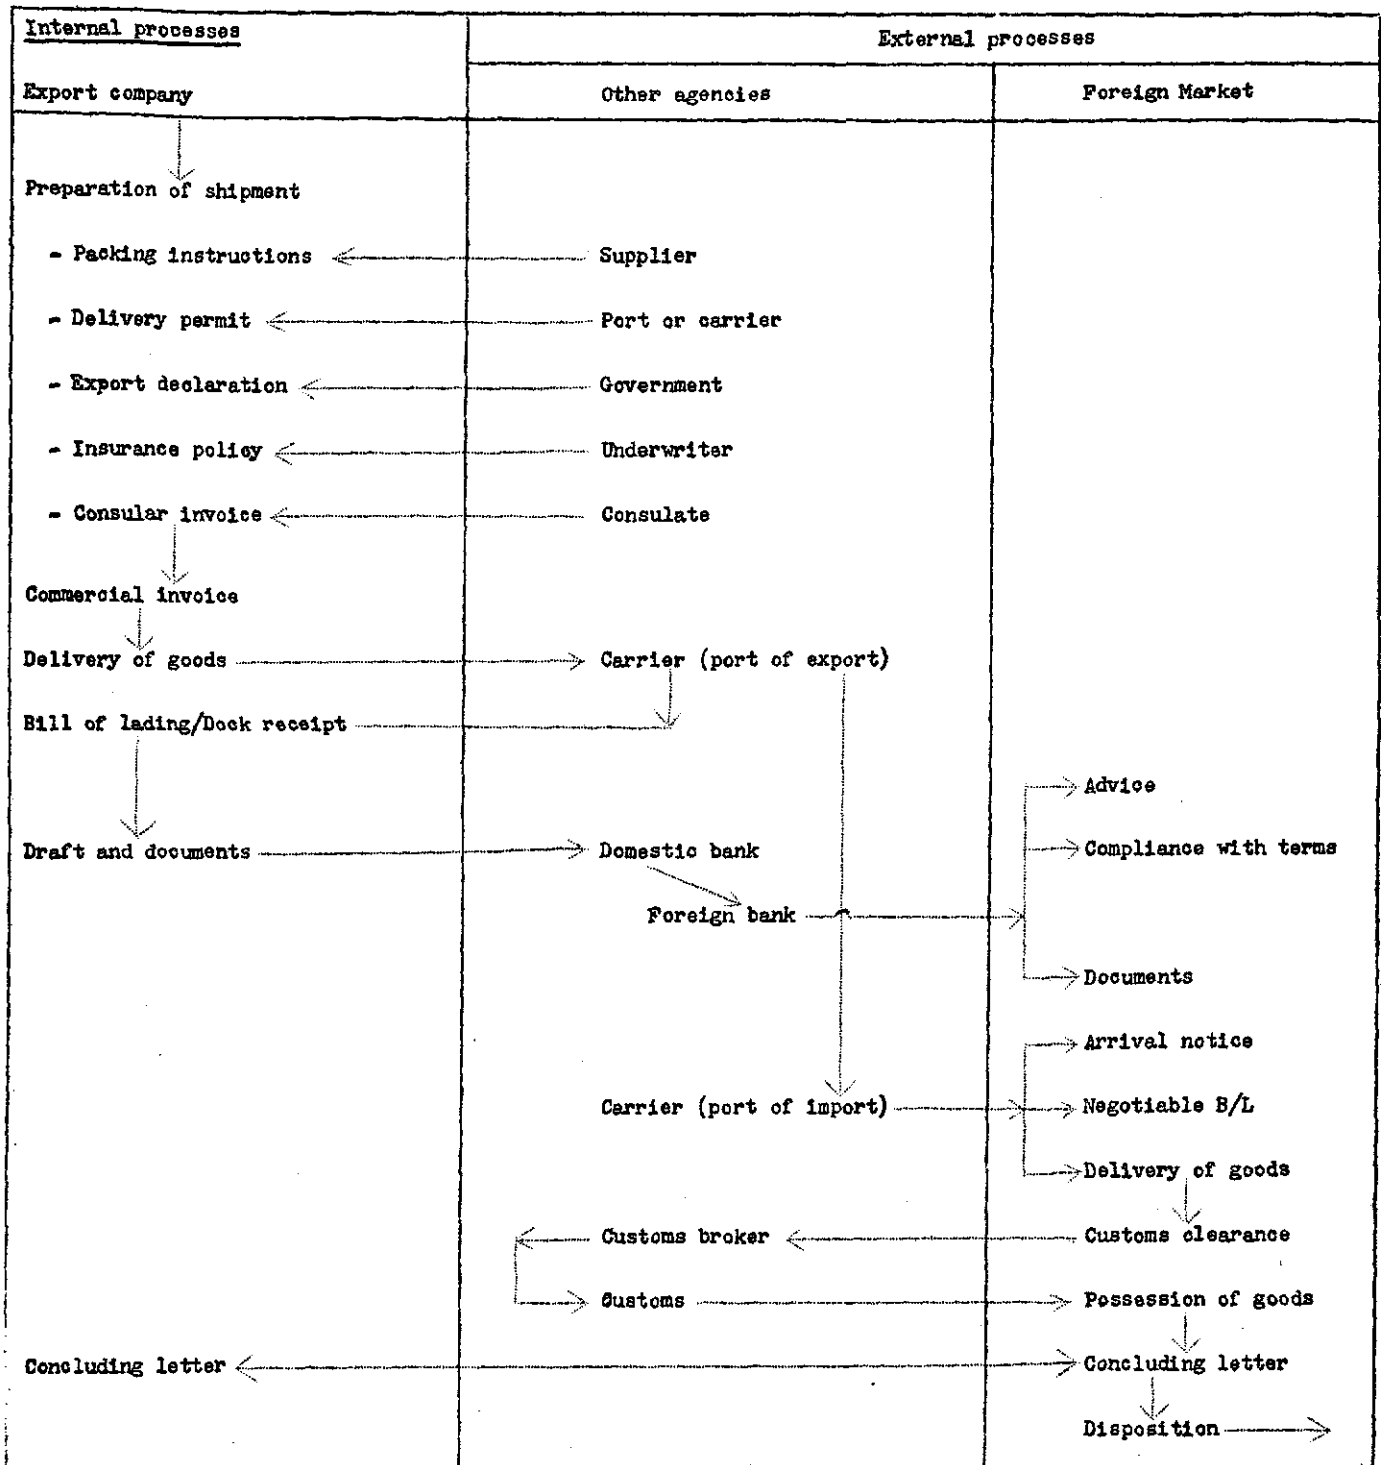 Internal processes
External processes
Export company
Other agencies
Foreign Market
Preparation of shipment
- Packing instructions
Supplier
- Delivery permit
Port or carrier
- Export declaration
Government
- Insurance policy
Underwriter
- Consular invoice
Consulate
Commercial invoice
Delivery of goods
Carrier (port of export)
Bill of lading/Dock receipt
Advice
Draft and documents
Domestic bank
Compliance with terms
Foreign bank
Documents
Arrival notice
Carrier (port of import)
Negotiable B/L
Delivery of goods
Customs broker
Customs clearance
Customs
Possession of goods
Concluding letter
Concluding letter
Disposition